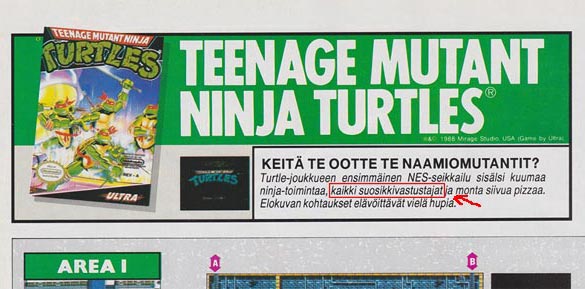 TEENAGE MUTANT NINJA
TURTLES
ULTRA
TEENAGE MUTANT
NINJA TURTLES®
®&© 1988 Mirage Studio, USA (Game by Ultra)
TURTLES
KEITÄ TE OOTTE TE NAAMIOMUTANTIT?
Turtle-joukkueen ensimmäinen NES-seikkailu sisälsi kuumaa
ninja-toimintaa, kaikki suosikkivastustajat ja monta siivua pizzaa.
Elokuvan kohtaukset elävöittävät vielä hupia.
AREA I
A
B